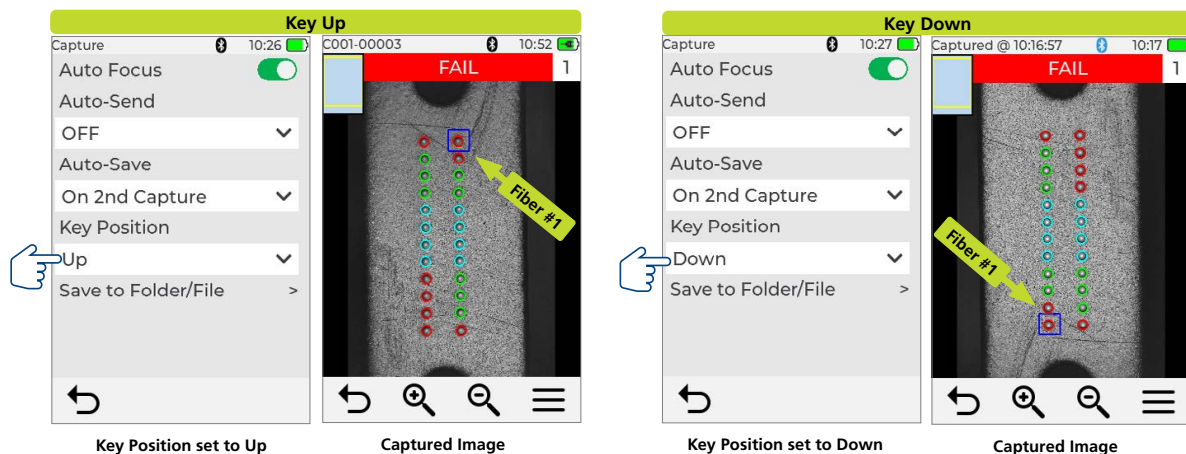 Key Up
Capture 10:26
Auto Focus
Auto-Send
OFF
Auto-Save
On 2nd Capture
Key Position
Up
Save to Folder/File >
Key Position set to Up
C001-00003 10:52
FAIL 1
Fiber #1
Captured Image
Key Down
Capture 10:27
Auto Focus
Auto-Send
OFF
Auto-Save
On 2nd Capture
Key Position
Down
Save to Folder/File >
Key Position set to Down
Captured @ 10:16:57 10:17
FAIL 1
Fiber #1
Captured Image